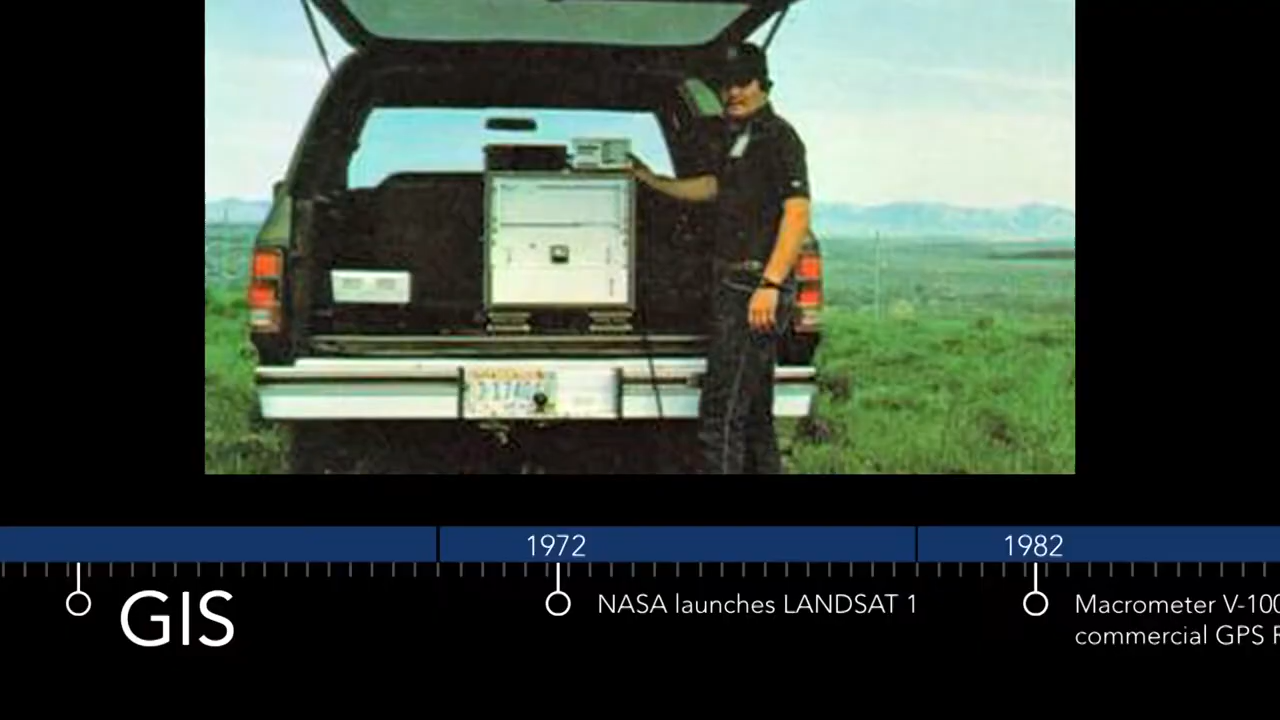 1972
1982
GIS
NASA launches LANDSAT 1
Macrometer V-100
commercial GPS